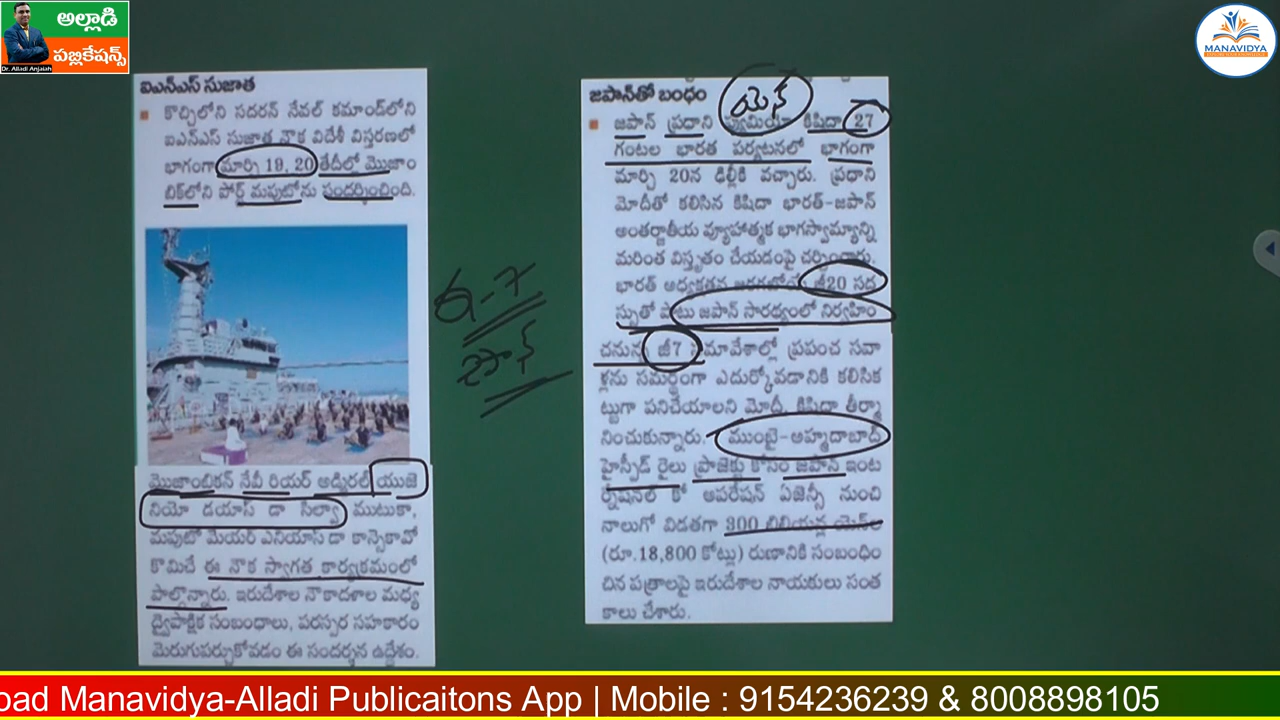 అల్లాడి
పబ్లికేషన్స్
Dr. Alladi Anjaiah
MANAVIDYA
ఐఎన్ఎస్ సుజాత
కొచ్చిలోని సదరన్ నేవల్ కమాండ్‌లోని
ఐఎన్ఎస్ సుజాత నౌక విదేశీ విస్తరణలో
భాగంగా మార్చి 19, 20 తేదీల్లో మొజాం
బిక్‌లోని పోర్ట్ మపుటోను సందర్శించింది.
మొజాంబికన్ నేవీ రియర్ అడ్మిరల్ యుజె
నియో డయాస్ డా సిల్వా ముటుకా,
మపుటో మేయర్ ఎనియాస్ డా కాన్సెకావో
కొమిచే ఈ నౌక స్వాగత కార్యక్రమంలో
పాల్గొన్నారు. ఇరుదేశాల నౌకాదళాల మధ్య
ద్వైపాక్షిక సంబంధాలు, పరస్పర సహకారం
మెరుగుపర్చుకోవడం ఈ సందర్శన ఉద్దేశం.
జీ-7
జపాన్‌తో బంధం
యెన్
జపాన్ ప్రధాని కిషిదా 27
గంటల భారత పర్యటనలో భాగంగా
మార్చి 20న ఢిల్లీకి వచ్చారు. ప్రధాని
మోదీతో కలిసిన కిషిదా భారత్-జపాన్
అంతర్జాతీయ వ్యూహాత్మక భాగస్వామ్యాన్ని
మరింత విస్తృతం చేయడంపై చర్చించారు.
భారత్ అధ్యక్షతన జరగబోయే జీ20 సద
స్సుతో పాటు జపాన్ సారథ్యంలో నిర్వహిం
చనున్న జీ7 సమావేశాల్లో ప్రపంచ సవా
ళ్లను సమర్థంగా ఎదుర్కోవడానికి కలిసిక
ట్టుగా పనిచేయాలని మోదీ, కిషిదా తీర్మా
నించుకున్నారు. ముంబై-అహ్మదాబాద్
హైస్పీడ్ రైలు ప్రాజెక్టు కోసం జపాన్ ఇంట
ర్నేషనల్ కో ఆపరేషన్ ఏజెన్సీ నుంచి
నాలుగో విడతగా 300 బిలియన్ల యెన్‌ల
(రూ.18,800 కోట్లు) రుణానికి సంబంధిం
చిన పత్రాలపై ఇరుదేశాల నాయకులు సంత
కాలు చేశారు.
oad Manavidya-Alladi Publicaitons App | Mobile : 9154236239 & 8008898105